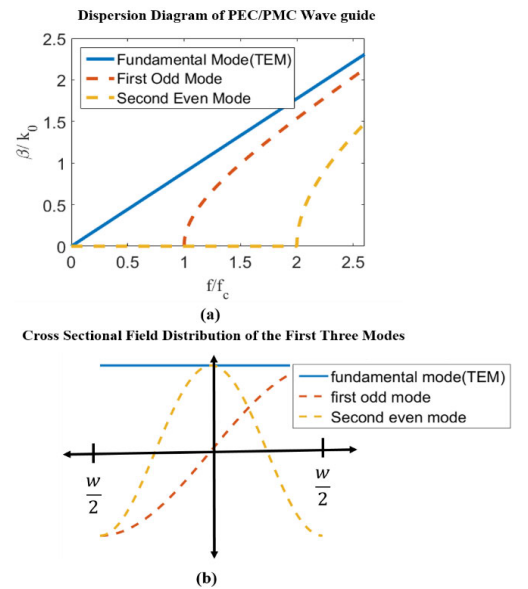 Dispersion Diagram of PEC/PMC Wave guide
2.5
2
1.5
1
0.5
0
β/ k0
Fundamental Mode(TEM)
First Odd Mode
Second Even Mode
0 0.5 1 1.5 2 2.5
f/fc
(a)
Cross Sectional Field Distribution of the First Three Modes
fundamental mode(TEM)
first odd mode
Second even mode
w
2
w
2
(b)